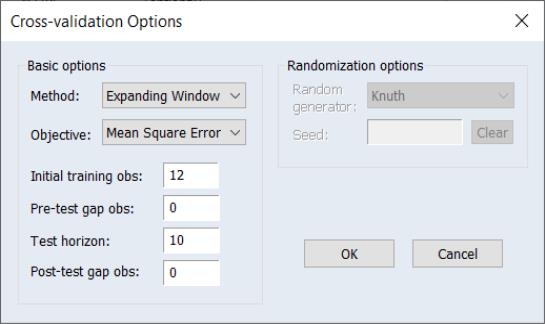 Cross-validation Options
Basic options
Method: Expanding Window
Objective: Mean Square Error
Initial training obs: 12
Pre-test gap obs: 0
Test horizon: 10
Post-test gap obs: 0
Randomization options
Random generator: Knuth
Seed: Clear
OK Cancel